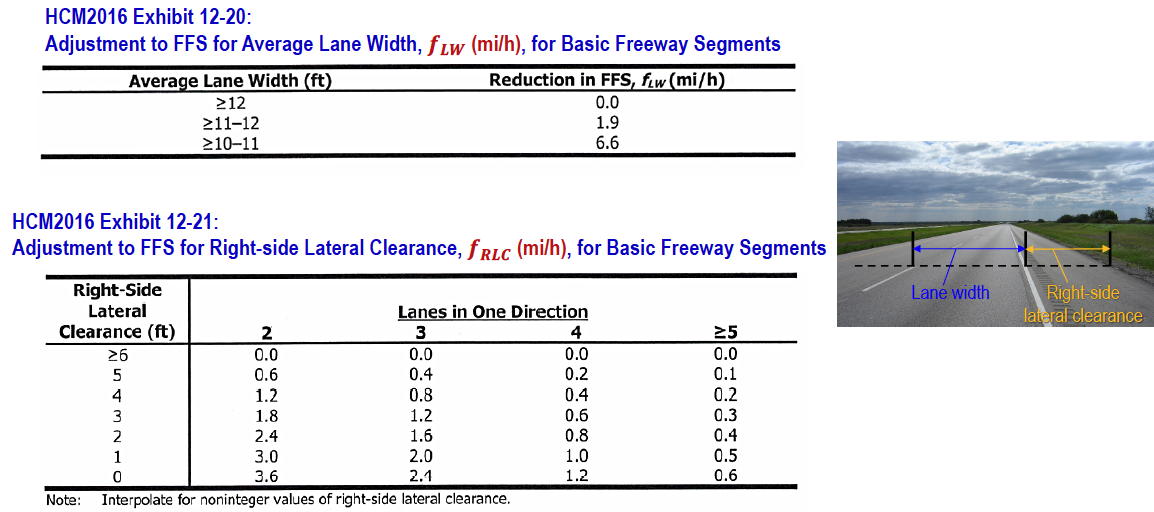 HCM2016 Exhibit 12-20:
Adjustment to FFS for Average Lane Width, fLW (mi/h), for Basic Freeway Segments
Average Lane Width (ft) Reduction in FFS, fLW (mi/h)
≥12 0.0
≥11–12 1.9
≥10–11 6.6
HCM2016 Exhibit 12-21:
Adjustment to FFS for Right-side Lateral Clearance, fRLC (mi/h), for Basic Freeway Segments
Right-Side
Lateral Lanes in One Direction
Clearance (ft) 2 3 4 ≥5
≥6 0.0 0.0 0.0 0.0
5 0.6 0.4 0.2 0.1
4 1.2 0.8 0.4 0.2
3 1.8 1.2 0.6 0.3
2 2.4 1.6 0.8 0.4
1 3.0 2.0 1.0 0.5
0 3.6 2.4 1.2 0.6
Note: Interpolate for noninteger values of right-side lateral clearance.
Lane width
Right-side
lateral clearance